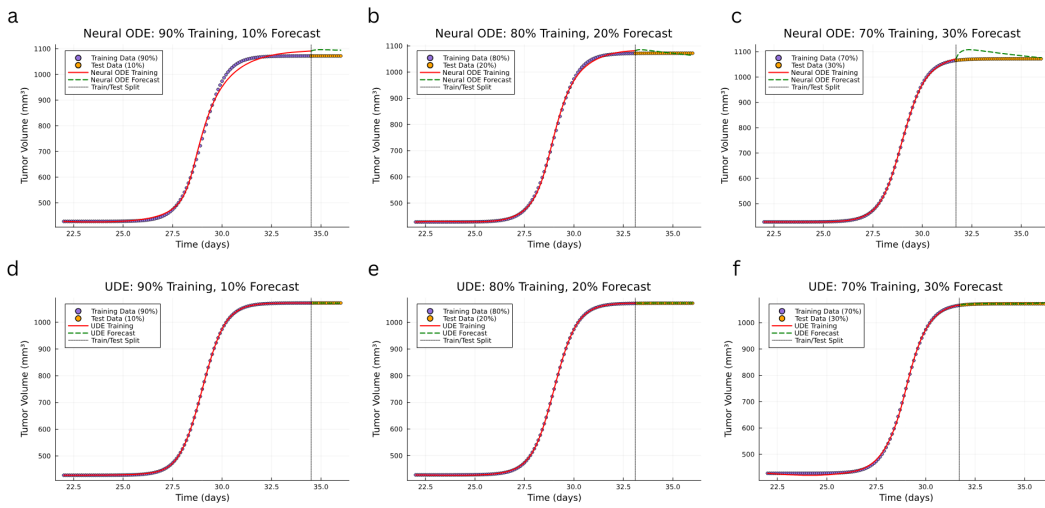 a
Neural ODE: 90% Training, 10% Forecast
Training Data (90%)
Test Data (10%)
Neural ODE Training
Neural ODE Forecast
Train/Test Split
Tumor Volume (mm³)
1100
1000
900
800
700
600
500
22.5 25.0 27.5 30.0 32.5 35.0
Time (days)
b
Neural ODE: 80% Training, 20% Forecast
Training Data (80%)
Test Data (20%)
Neural ODE Training
Neural ODE Forecast
Train/Test Split
Tumor Volume (mm³)
1100
1000
900
800
700
600
500
22.5 25.0 27.5 30.0 32.5 35.0
Time (days)
c
Neural ODE: 70% Training, 30% Forecast
Training Data (70%)
Test Data (30%)
Neural ODE Training
Neural ODE Forecast
Train/Test Split
Tumor Volume (mm³)
1100
1000
900
800
700
600
500
22.5 25.0 27.5 30.0 32.5 35.0
Time (days)
d
UDE: 90% Training, 10% Forecast
Training Data (90%)
Test Data (10%)
UDE Training
UDE Forecast
Train/Test Split
Tumor Volume (mm³)
1000
900
800
700
600
500
22.5 25.0 27.5 30.0 32.5 35.0
Time (days)
e
UDE: 80% Training, 20% Forecast
Training Data (80%)
Test Data (20%)
UDE Training
UDE Forecast
Train/Test Split
Tumor Volume (mm³)
1000
900
800
700
600
500
22.5 25.0 27.5 30.0 32.5 35.0
Time (days)
f
UDE: 70% Training, 30% Forecast
Training Data (70%)
Test Data (30%)
UDE Training
UDE Forecast
Train/Test Split
Tumor Volume (mm³)
1000
900
800
700
600
500
22.5 25.0 27.5 30.0 32.5 35.0
Time (days)